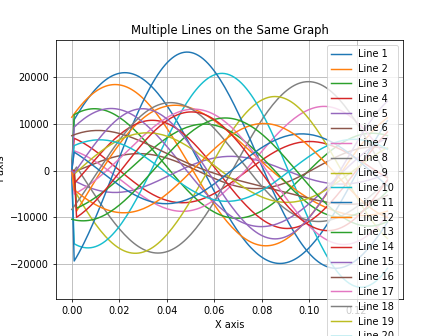 Multiple Lines on the Same Graph
20000
10000
0
−10000
−20000
0.00
0.02
0.04
0.06
0.08
0.10
X axis
Line 1
Line 2
Line 3
Line 4
Line 5
Line 6
Line 7
Line 8
Line 9
Line 10
Line 11
Line 12
Line 13
Line 14
Line 15
Line 16
Line 17
Line 18
Line 19
Line 20